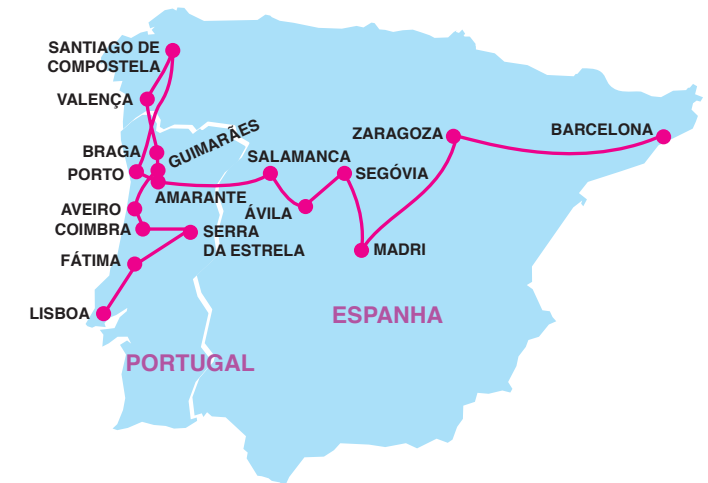 SANTIAGO DE
COMPOSTELA
VALENÇA
BRAGA
GUIMARÃES
PORTO
AMARANTE
AVEIRO
COIMBRA
SERRA
DA ESTRELA
FÁTIMA
LISBOA
SALAMANCA
ÁVILA
SEGÓVIA
MADRI
ZARAGOZA
BARCELONA
ESPANHA
PORTUGAL